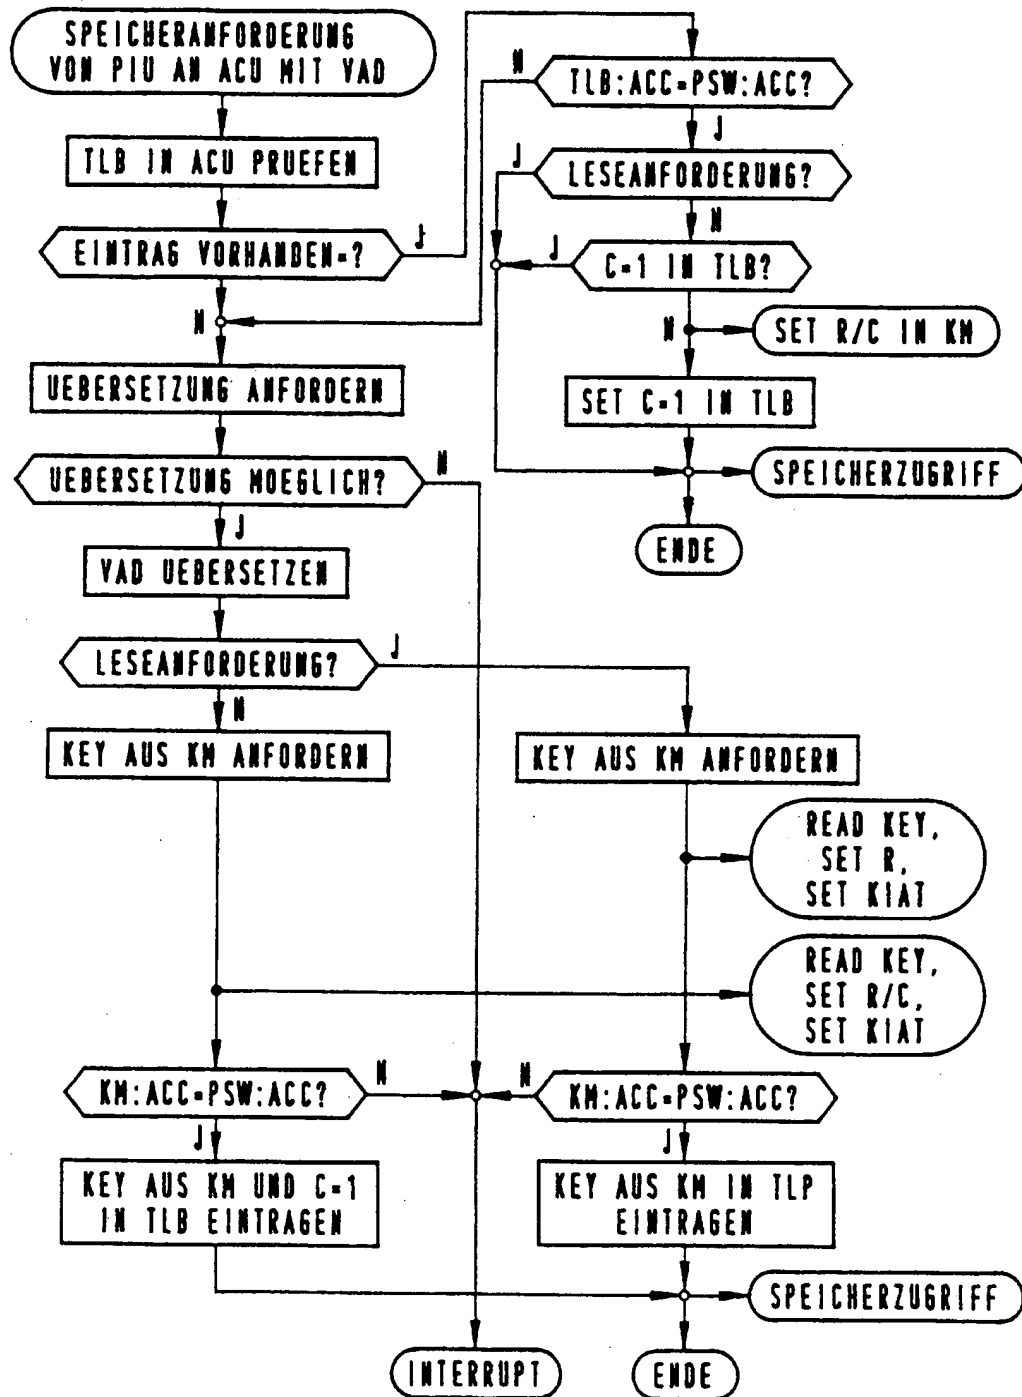 SPEICHERANFORDERUNG
VON PIU AN ACU MIT VAD
TLB IN ACU PRUEFEN
EINTRAG VORHANDEN=?
J
N
UEBERSETZUNG ANFORDERN
UEBERSETZUNG MOEGLICH?
N
J
VAD UEBERSETZEN
LESEANFORDERUNG?
J
N
KEY AUS KM ANFORDERN
KM:ACC=PSW:ACC?
N
J
KEY AUS KM UND C=1
IN TLB EINTRAGEN
INTERRUPT
TLB:ACC=PSW:ACC?
N
J
LESEANFORDERUNG?
J
N
C=1 IN TLB?
J
N
SET R/C IN KM
SET C=1 IN TLB
SPEICHERZUGRIFF
ENDE
KEY AUS KM ANFORDERN
READ KEY,
SET R,
SET KIAT
READ KEY,
SET R/C,
SET KIAT
KM:ACC=PSW:ACC?
N
J
KEY AUS KM IN TLP
EINTRAGEN
SPEICHERZUGRIFF
ENDE